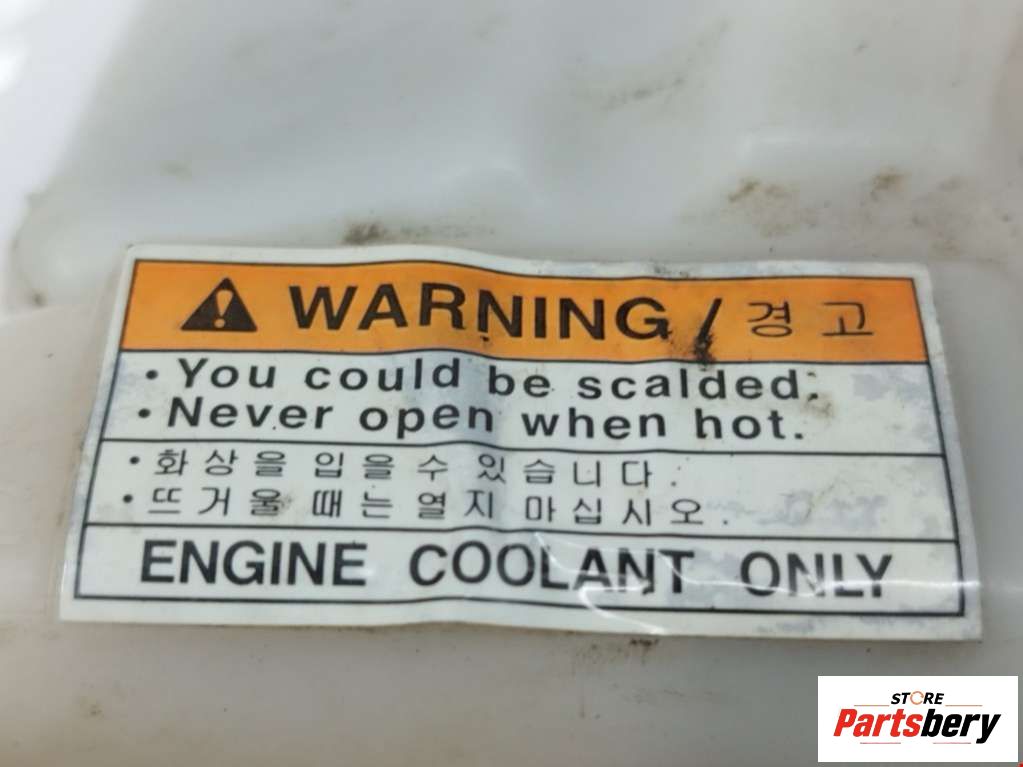 WARNING / 경고
• You could be scalded.
• Never open when hot.
• 화상을 입을수 있습니다.
• 뜨거울 때는 열지 마십시오.
ENGINE COOLANT ONLY
STORE
Partsbery